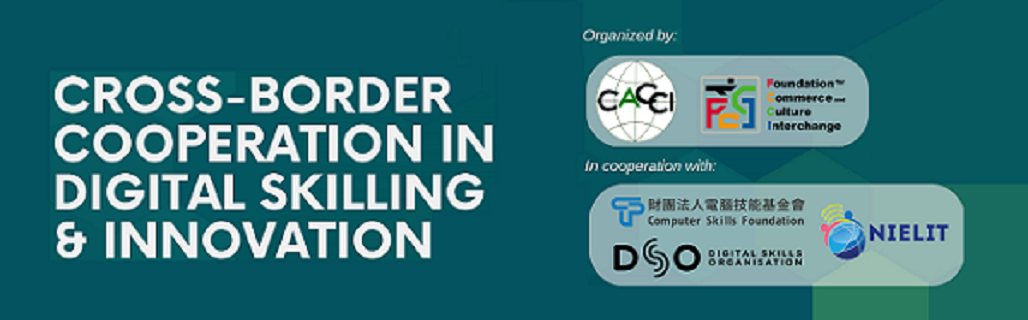 CROSS-BORDER
COOPERATION IN
DIGITAL SKILLING
& INNOVATION
Organized by:
CACCI
FCCI
Foundation for
Commerce and
Culture
Interchange
In cooperation with:
財團法人電腦技能基金會
Computer Skills Foundation
DSO
DIGITAL SKILLS
ORGANISATION
NIELIT